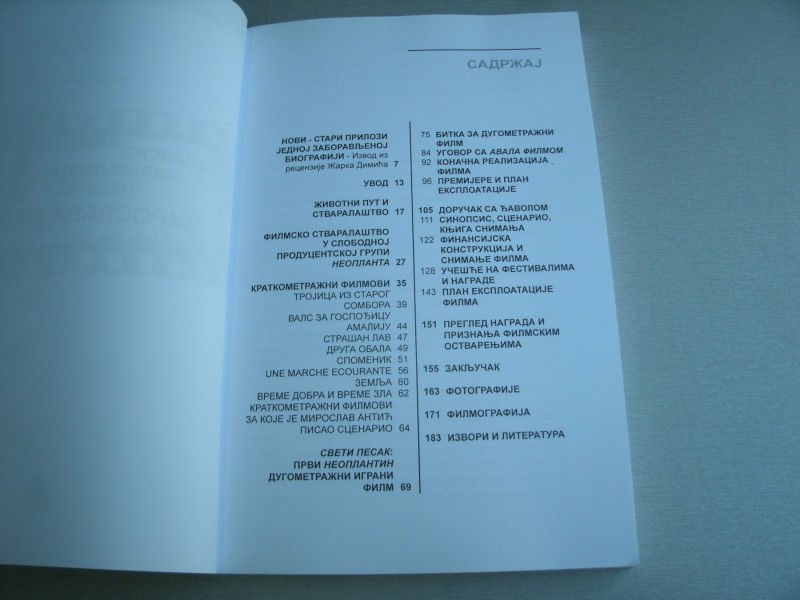 САДРЖАЈ
НОВИ - СТАРИ ПРИЛОЗИ
ЈЕДНОЈ ЗАБОРАВЉЕНОЈ
БИОГРАФИЈИ - Извод из
рецензије Жарка Димића 7
УВОД 13
ЖИВОТНИ ПУТ И
СТВАРАЛАШТВО 17
ФИЛМСКО СТВАРАЛАШТВО
У СЛОБОДНОЈ
ПРОДУЦЕНТСКОЈ ГРУПИ
НЕОПЛАНТА 27
КРАТКОМЕТРАЖНИ ФИЛМОВИ 35
ТРОЈИЦА ИЗ СТАРОГ
СОМБОРА 39
ВАЛС ЗА ГОСПОЂИЦУ
АМАЛИЈУ 44
СТРАШАН ЛАВ 47
ДРУГА ОБАЛА 49
СПОМЕНИК 51
UNE MARCHE ECOURANTE 56
ЗЕМЉА 60
ВРЕМЕ ДОБРА И ВРЕМЕ ЗЛА 62
КРАТКОМЕТРАЖНИ ФИЛМОВИ
ЗА КОЈЕ ЈЕ МИРОСЛАВ АНТИЋ
ПИСАО СЦЕНАРИО 64
СВЕТИ ПЕСАК:
ПРВИ НЕОПЛАНТИН
ДУГОМЕТРАЖНИ ИГРАНИ
ФИЛМ 69
75 БИТКА ЗА ДУГОМЕТРАЖНИ
ФИЛМ
84 УГОВОР СА АВАЛА ФИЛМОМ
92 КОНАЧНА РЕАЛИЗАЦИЈА
ФИЛМА
96 ПРЕМИЈЕРЕ И ПЛАН
ЕКСПЛОАТАЦИЈЕ
105 ДОРУЧАК СА ЂАВОЛОМ
111 СИНОПСИС, СЦЕНАРИО,
КЊИГА СНИМАЊА
122 ФИНАНСИЈСКА
КОНСТРУКЦИЈА И
СНИМАЊЕ ФИЛМА
128 УЧЕШЋЕ НА ФЕСТИВАЛИМА
И НАГРАДЕ
143 ПЛАН ЕКСПЛОАТАЦИЈЕ
ФИЛМА
151 ПРЕГЛЕД НАГРАДА И
ПРИЗНАЊА ФИЛМСКИМ
ОСТВАРЕЊИМА
155 ЗАКЉУЧАК
163 ФОТОГРАФИЈЕ
171 ФИЛМОГРАФИЈА
183 ИЗВОРИ И ЛИТЕРАТУРА